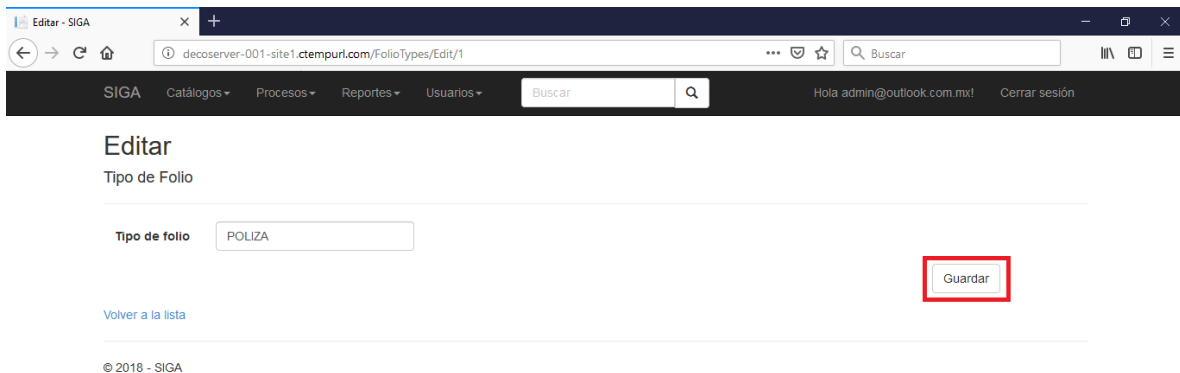 Editar - SIGA
decoserver-001-site1.ctempurl.com/FolioTypes/Edit/1
Buscar
SIGA Catálogos Procesos Reportes Usuarios Buscar Hola admin@outlook.com.mx! Cerrar sesión
Editar
Tipo de Folio
Tipo de folio POLIZA
Guardar
Volver a la lista
© 2018 - SIGA